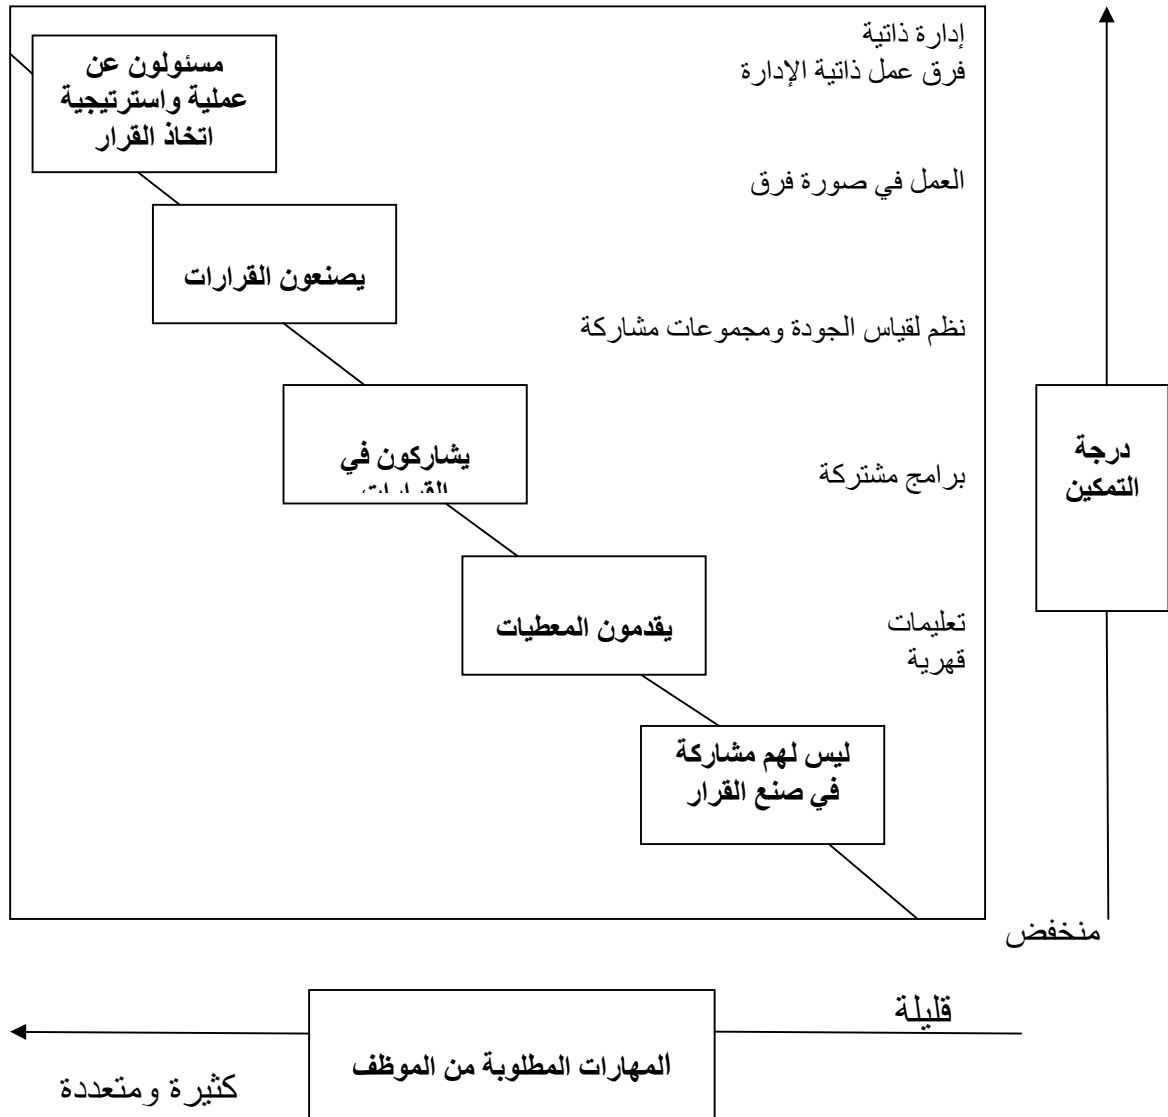 إدارة ذاتية
فرق عمل ذاتية الإدارة
مسئولون عن
عملية واسترتيجية
اتخاذ القرار
العمل في صورة فرق
يصنعون القرارات
نظم لقياس الجودة ومجموعات مشاركة
درجة
التمكين
يشاركون في
القرارات
برامج مشتركة
يقدمون المعطيات
تعليمات
قهرية
ليس لهم مشاركة
في صنع القرار
منخفض
قليلة
المهارات المطلوبة من الموظف
كثيرة ومتعددة